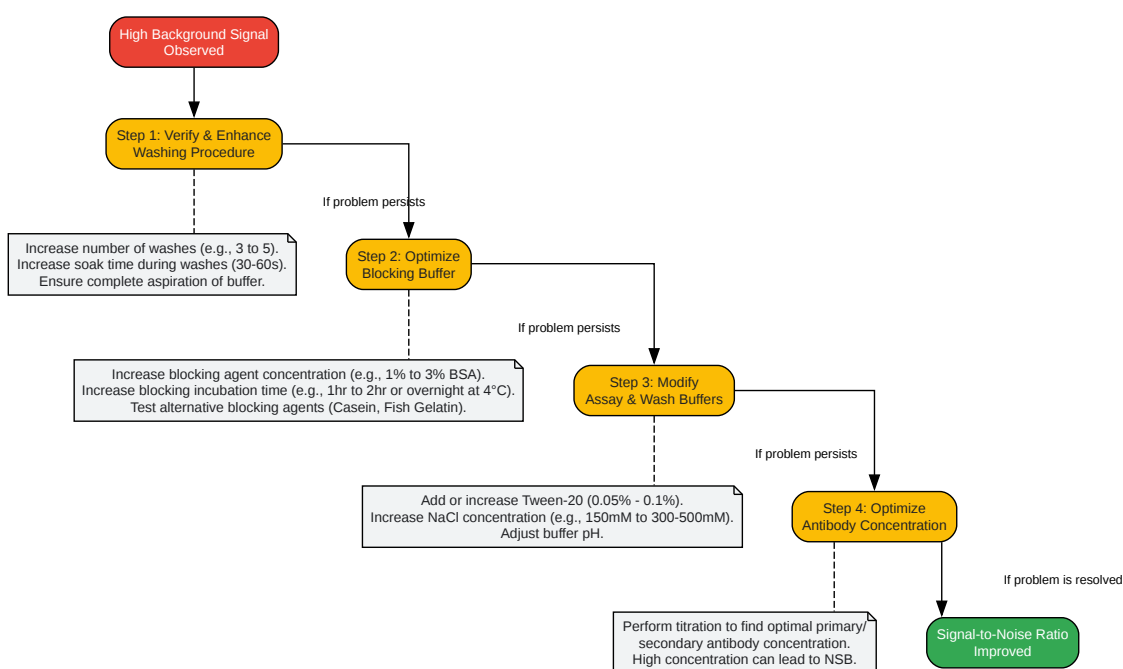 High Background Signal
Observed
Step 1: Verify & Enhance
Washing Procedure
If problem persists
Increase number of washes (e.g., 3 to 5).
Increase soak time during washes (30-60s).
Ensure complete aspiration of buffer.
Step 2: Optimize
Blocking Buffer
If problem persists
Increase blocking agent concentration (e.g., 1% to 3% BSA).
Increase blocking incubation time (e.g., 1hr to 2hr or overnight at 4°C).
Test alternative blocking agents (Casein, Fish Gelatin).
Step 3: Modify
Assay & Wash Buffers
If problem persists
Add or increase Tween-20 (0.05% - 0.1%).
Increase NaCl concentration (e.g., 150mM to 300-500mM).
Adjust buffer pH.
Step 4: Optimize
Antibody Concentration
If problem is resolved
Perform titration to find optimal primary/
secondary antibody concentration.
High concentration can lead to NSB.
Signal-to-Noise Ratio
Improved